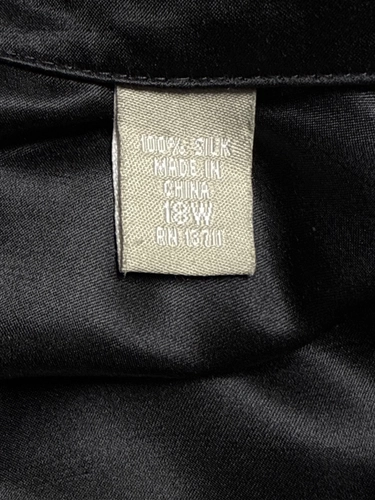 100% SILK
MADE IN
CHINA
18W
RN 13711